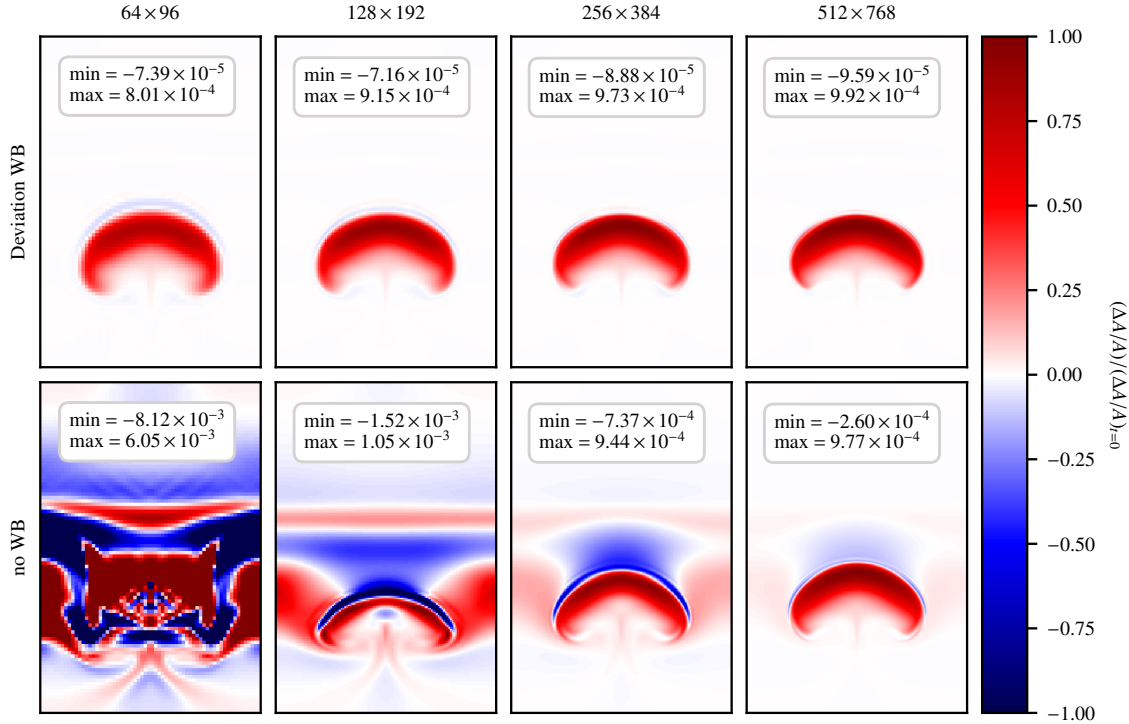 64×96
128×192
256×384
512×768
Deviation WB
min = −7.39×10⁻⁵
max = 8.01×10⁻⁴
min = −7.16×10⁻⁵
max = 9.15×10⁻⁴
min = −8.88×10⁻⁵
max = 9.73×10⁻⁴
min = −9.59×10⁻⁵
max = 9.92×10⁻⁴
no WB
min = −8.12×10⁻³
max = 6.05×10⁻³
min = −1.52×10⁻³
max = 1.05×10⁻³
min = −7.37×10⁻⁴
max = 9.44×10⁻⁴
min = −2.60×10⁻⁴
max = 9.77×10⁻⁴
1.00
0.75
0.50
0.25
0.00
−0.25
−0.50
−0.75
−1.00
(ΔA/A)/(ΔA/A)ₜ₌₀